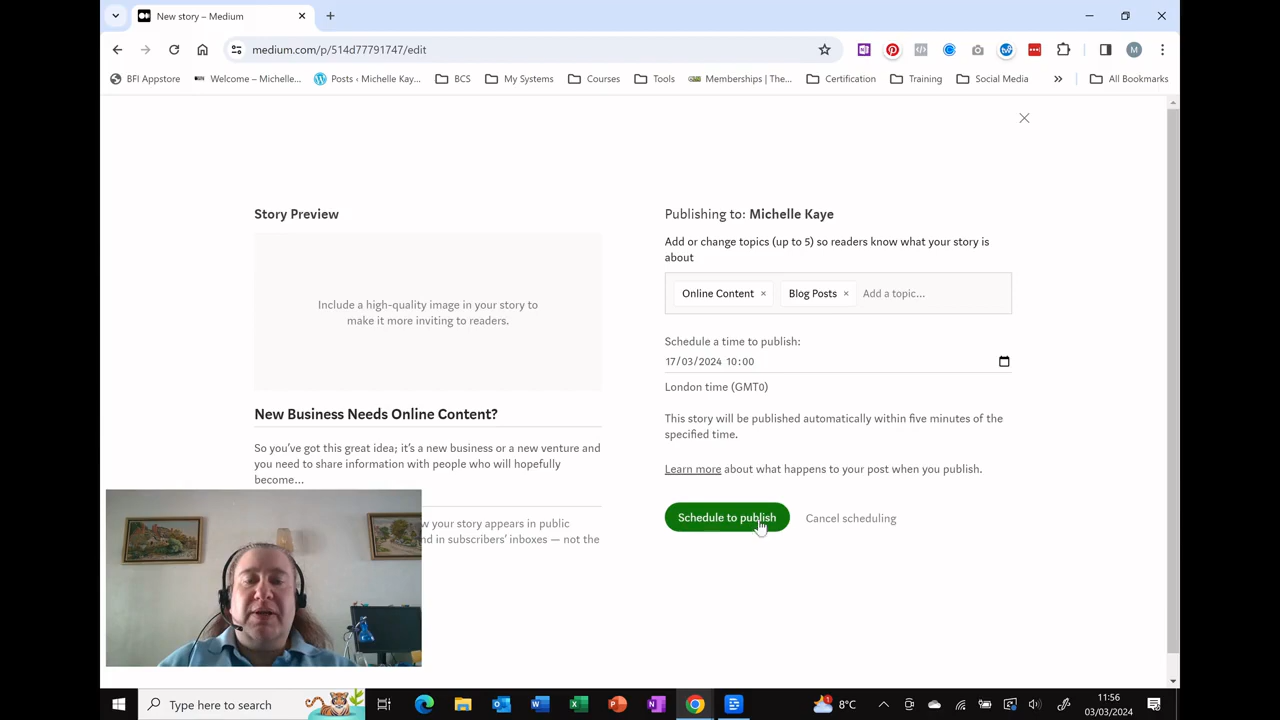 New story – Medium
medium.com/p/514d77791747/edit
M
BFI Appstore
Welcome – Michelle...
Posts ‹ Michelle Kay...
BCS
My Systems
Courses
Tools
Memberships | The...
Certification
Training
Social Media
All Bookmarks
Story Preview
Include a high-quality image in your story to
make it more inviting to readers.
New Business Needs Online Content?
So you've got this great idea; it's a new business or a new venture and
you need to share information with people who will hopefully
become...
w your story appears in public
nd in subscribers' inboxes — not the
Publishing to: Michelle Kaye
Add or change topics (up to 5) so readers know what your story is
about
Online Content × Blog Posts × Add a topic...
Schedule a time to publish:
17/03/2024 10:00
London time (GMT0)
This story will be published automatically within five minutes of the
specified time.
Learn more about what happens to your post when you publish.
Schedule to publish
Cancel scheduling
Type here to search
1
8°C
11:56
03/03/2024